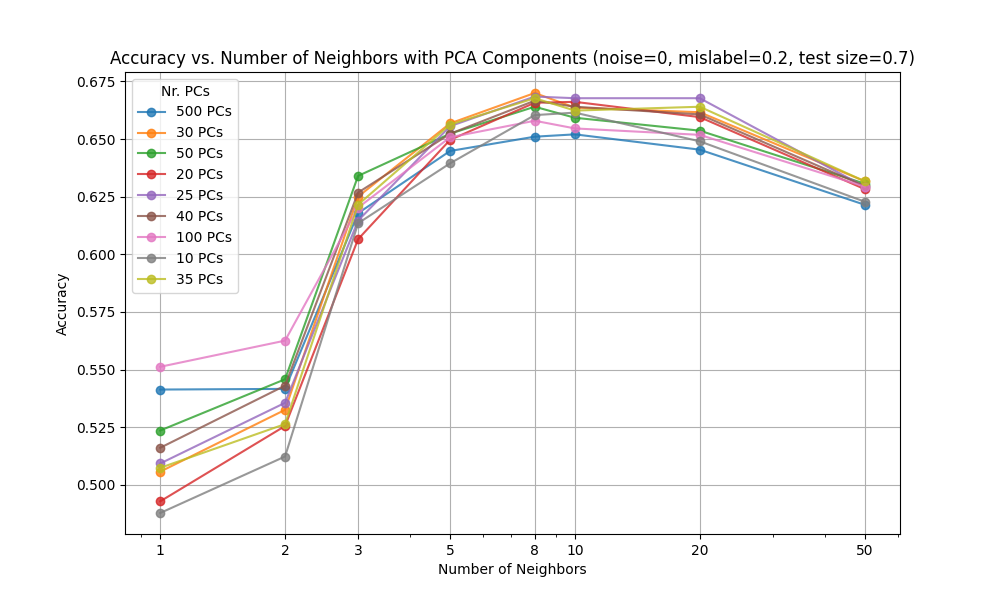 Accuracy vs. Number of Neighbors with PCA Components (noise=0, mislabel=0.2, test size=0.7)
Nr. PCs
500 PCs
30 PCs
50 PCs
20 PCs
25 PCs
40 PCs
100 PCs
10 PCs
35 PCs
Accuracy
0.675
0.650
0.625
0.600
0.575
0.550
0.525
0.500
1 2 3 5 8 10 20 50
Number of Neighbors